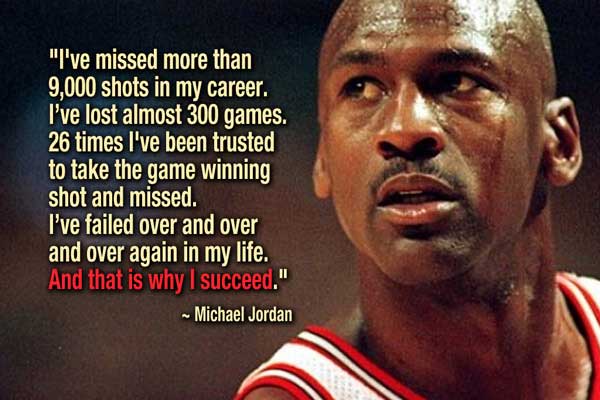 "I've missed more than
9,000 shots in my career.
I’ve lost almost 300 games.
26 times I've been trusted
to take the game winning
shot and missed.
I’ve failed over and over
and over again in my life.
And that is why I succeed."
~ Michael Jordan